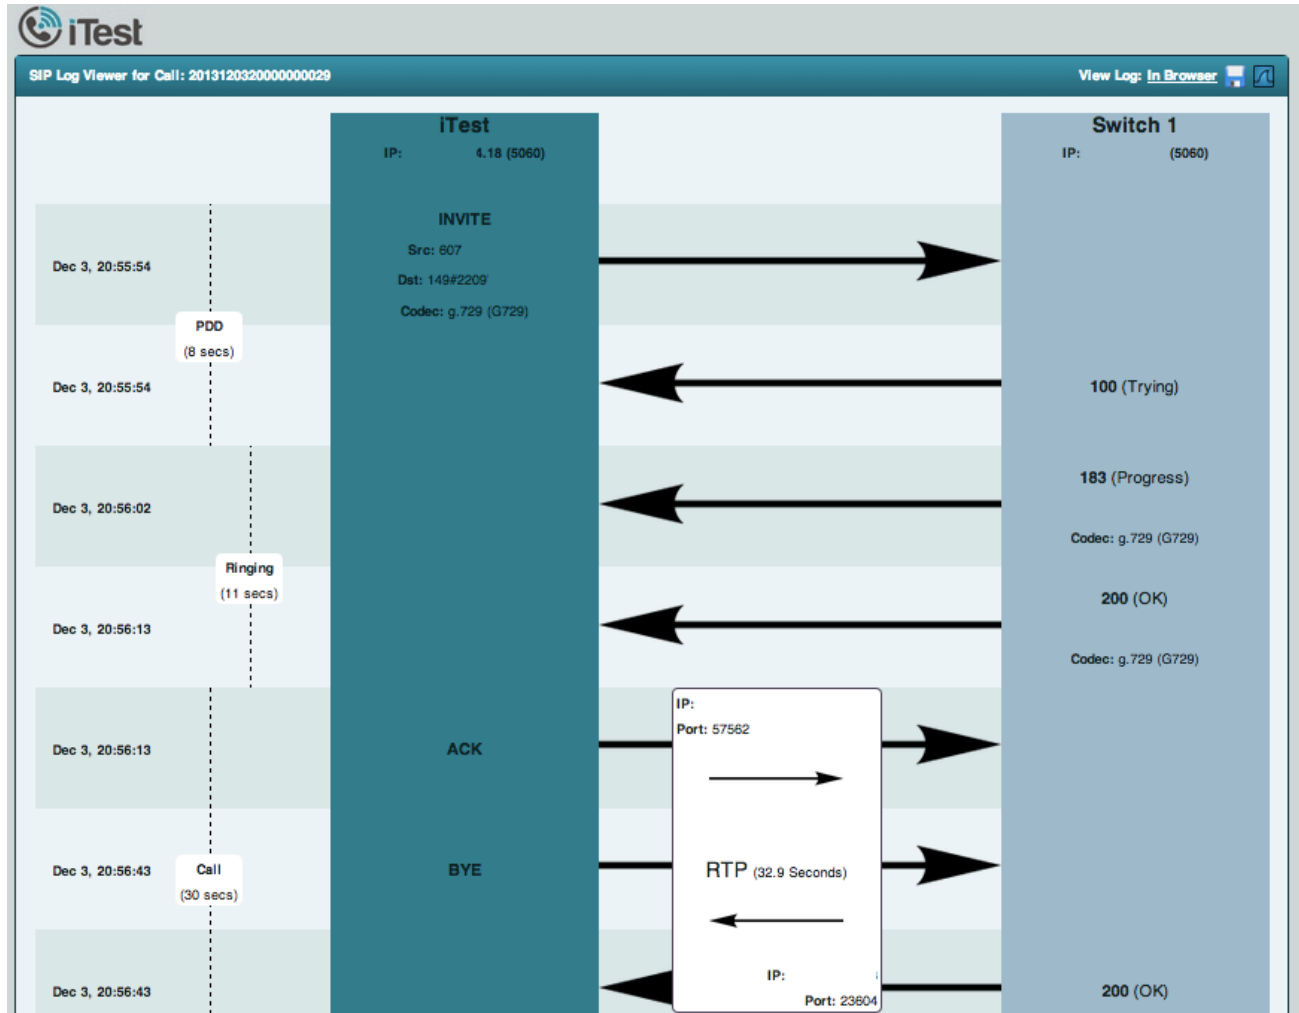 iTest
SIP Log Viewer for Call: 2013120320000000029
View Log: In Browser
iTest
IP: 4.18 (5060)
Switch 1
IP: (5060)
INVITE
Src: 607
Dst: 149#2209
Codec: g.729 (G729)
Dec 3, 20:55:54
PDD
(8 secs)
Dec 3, 20:55:54
100 (Trying)
183 (Progress)
Dec 3, 20:56:02
Codec: g.729 (G729)
Ringing
(11 secs)
200 (OK)
Dec 3, 20:56:13
Codec: g.729 (G729)
IP:
Port: 57562
Dec 3, 20:56:13
ACK
Dec 3, 20:56:43
Call
(30 secs)
BYE
RTP (32.9 Seconds)
IP:
Port: 23604
Dec 3, 20:56:43
200 (OK)